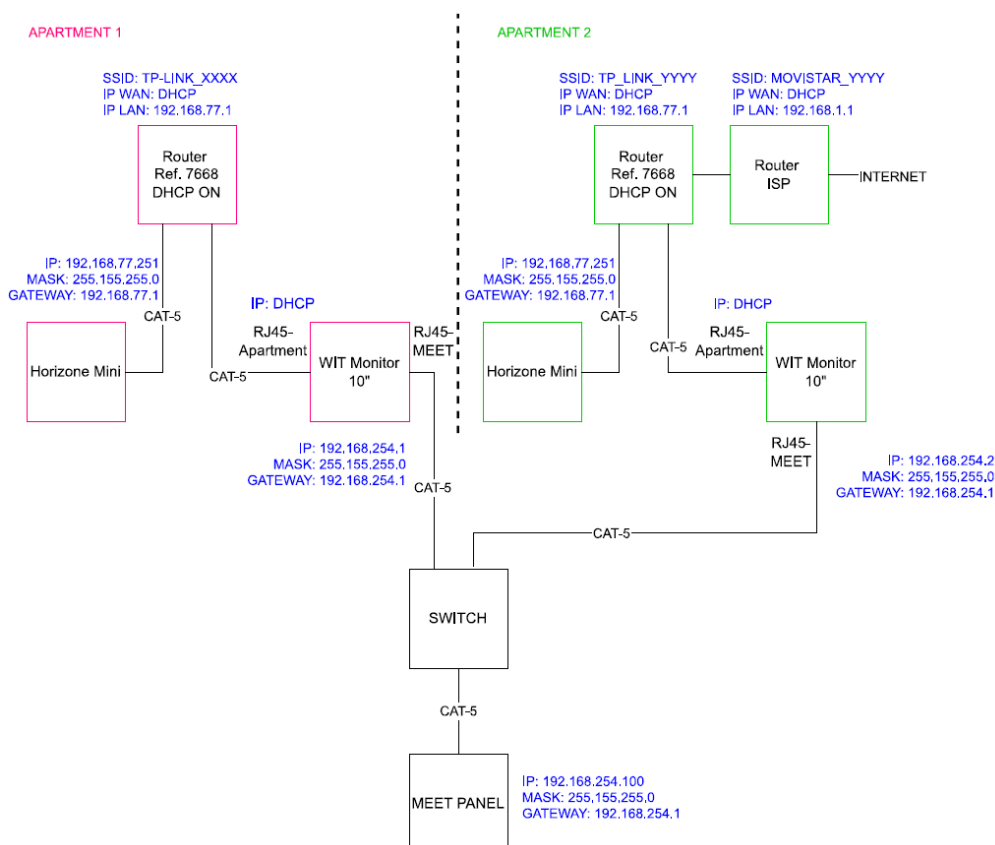 APARTMENT 1
SSID: TP-LINK_XXXX
IP WAN: DHCP
IP LAN: 192.168.77.1
Router
Ref. 7668
DHCP ON
IP: 192,168,77,251
MASK: 255.155.255.0
GATEWAY: 192.168.77.1
CAT-5
Horizone Mini
IP: DHCP
RJ45-
Apartment
CAT-5
WIT Monitor
10"
RJ45-
MEET
IP: 192.168.254.1
MASK: 255.155.255.0
GATEWAY: 192.168.254.1
CAT-5
APARTMENT 2
SSID: TP_LINK_YYYY
IP WAN: DHCP
IP LAN: 192.168.77.1
SSID: MOVISTAR_YYYY
IP WAN: DHCP
IP LAN: 192.168.1.1
Router
Ref. 7668
DHCP ON
Router
ISP
INTERNET
IP: 192,168,77,251
MASK: 255.155.255.0
GATEWAY: 192.168.77.1
CAT-5
Horizone Mini
IP: DHCP
RJ45-
Apartment
CAT-5
WIT Monitor
10"
RJ45-
MEET
IP: 192.168.254.2
MASK: 255,155,255,0
GATEWAY: 192.168.254.1
CAT-5
SWITCH
CAT-5
MEET PANEL
IP: 192.168.254.100
MASK: 255,155,255,0
GATEWAY: 192.168.254.1